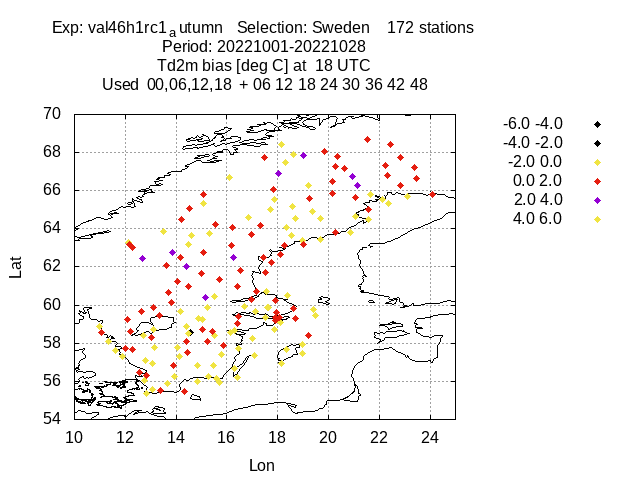 Exp: val46h1rc1_autumn Selection: Sweden 172 stations
Period: 20221001-20221028
Td2m bias [deg C] at 18 UTC
Used 00,06,12,18 + 06 12 18 24 30 36 42 48
70
68
66
64
62
60
58
56
54
10 12 14 16 18 20 22 24
Lat
Lon
-6.0 -4.0
-4.0 -2.0
-2.0 0.0
0.0 2.0
2.0 4.0
4.0 6.0